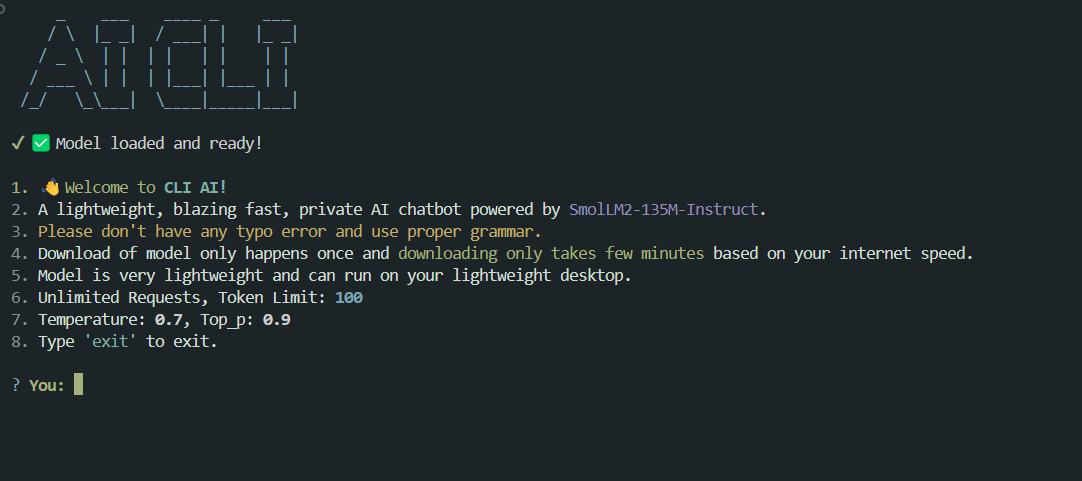 AI CLI
✓ ✅ Model loaded and ready!
1. 👋 Welcome to CLI AI!
2. A lightweight, blazing fast, private AI chatbot powered by SmolLM2-135M-Instruct.
3. Please don't have any typo error and use proper grammar.
4. Download of model only happens once and downloading only takes few minutes based on your internet speed.
5. Model is very lightweight and can run on your lightweight desktop.
6. Unlimited Requests, Token Limit: 100
7. Temperature: 0.7, Top_p: 0.9
8. Type 'exit' to exit.
? You: